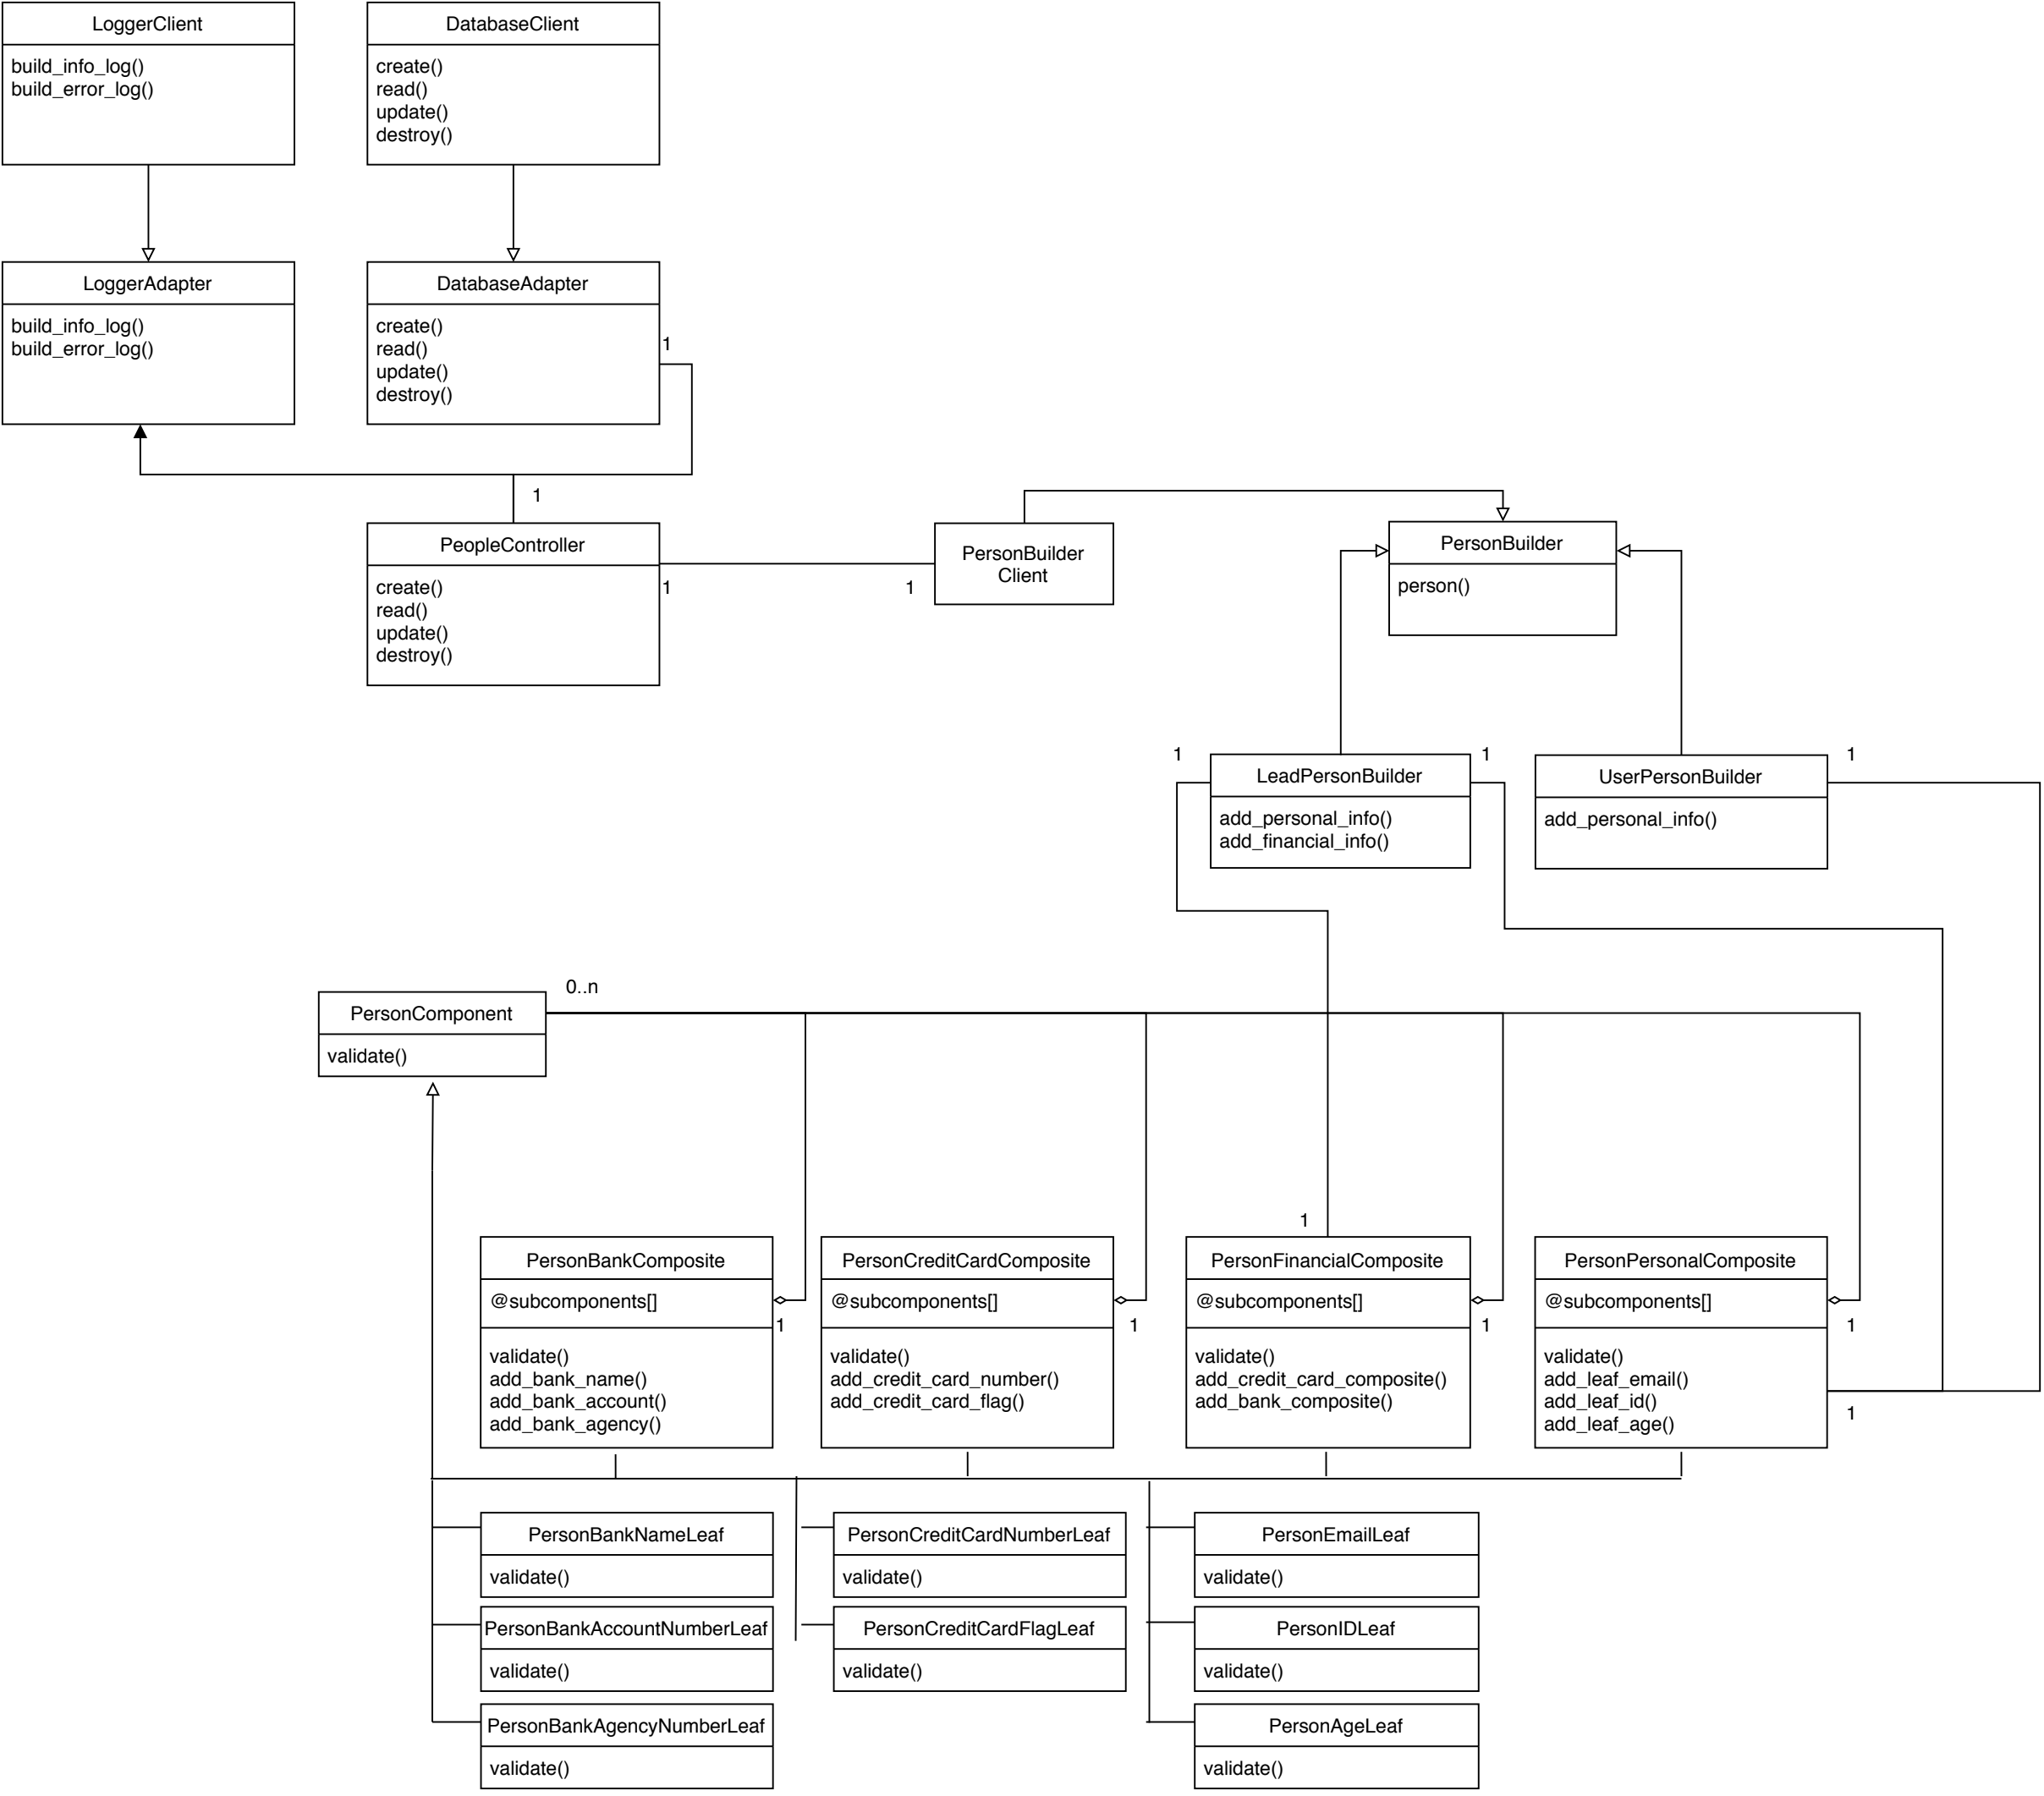 LoggerClient
build_info_log()
build_error_log()
DatabaseClient
create()
read()
update()
destroy()
LoggerAdapter
build_info_log()
build_error_log()
DatabaseAdapter
create()
read()
update()
destroy()
1
1
PeopleController
create()
read()
update()
destroy()
1
1
PersonBuilder
Client
PersonBuilder
person()
1
LeadPersonBuilder
add_personal_info()
add_financial_info()
1
UserPersonBuilder
add_personal_info()
1
PersonComponent
validate()
0..n
1
PersonBankComposite
@subcomponents[]
validate()
add_bank_name()
add_bank_account()
add_bank_agency()
1
PersonCreditCardComposite
@subcomponents[]
validate()
add_credit_card_number()
add_credit_card_flag()
1
PersonFinancialComposite
@subcomponents[]
validate()
add_credit_card_composite()
add_bank_composite()
1
PersonPersonalComposite
@subcomponents[]
validate()
add_leaf_email()
add_leaf_id()
add_leaf_age()
1
1
PersonBankNameLeaf
validate()
PersonCreditCardNumberLeaf
validate()
PersonEmailLeaf
validate()
PersonBankAccountNumberLeaf
validate()
PersonCreditCardFlagLeaf
validate()
PersonIDLeaf
validate()
PersonBankAgencyNumberLeaf
validate()
PersonAgeLeaf
validate()